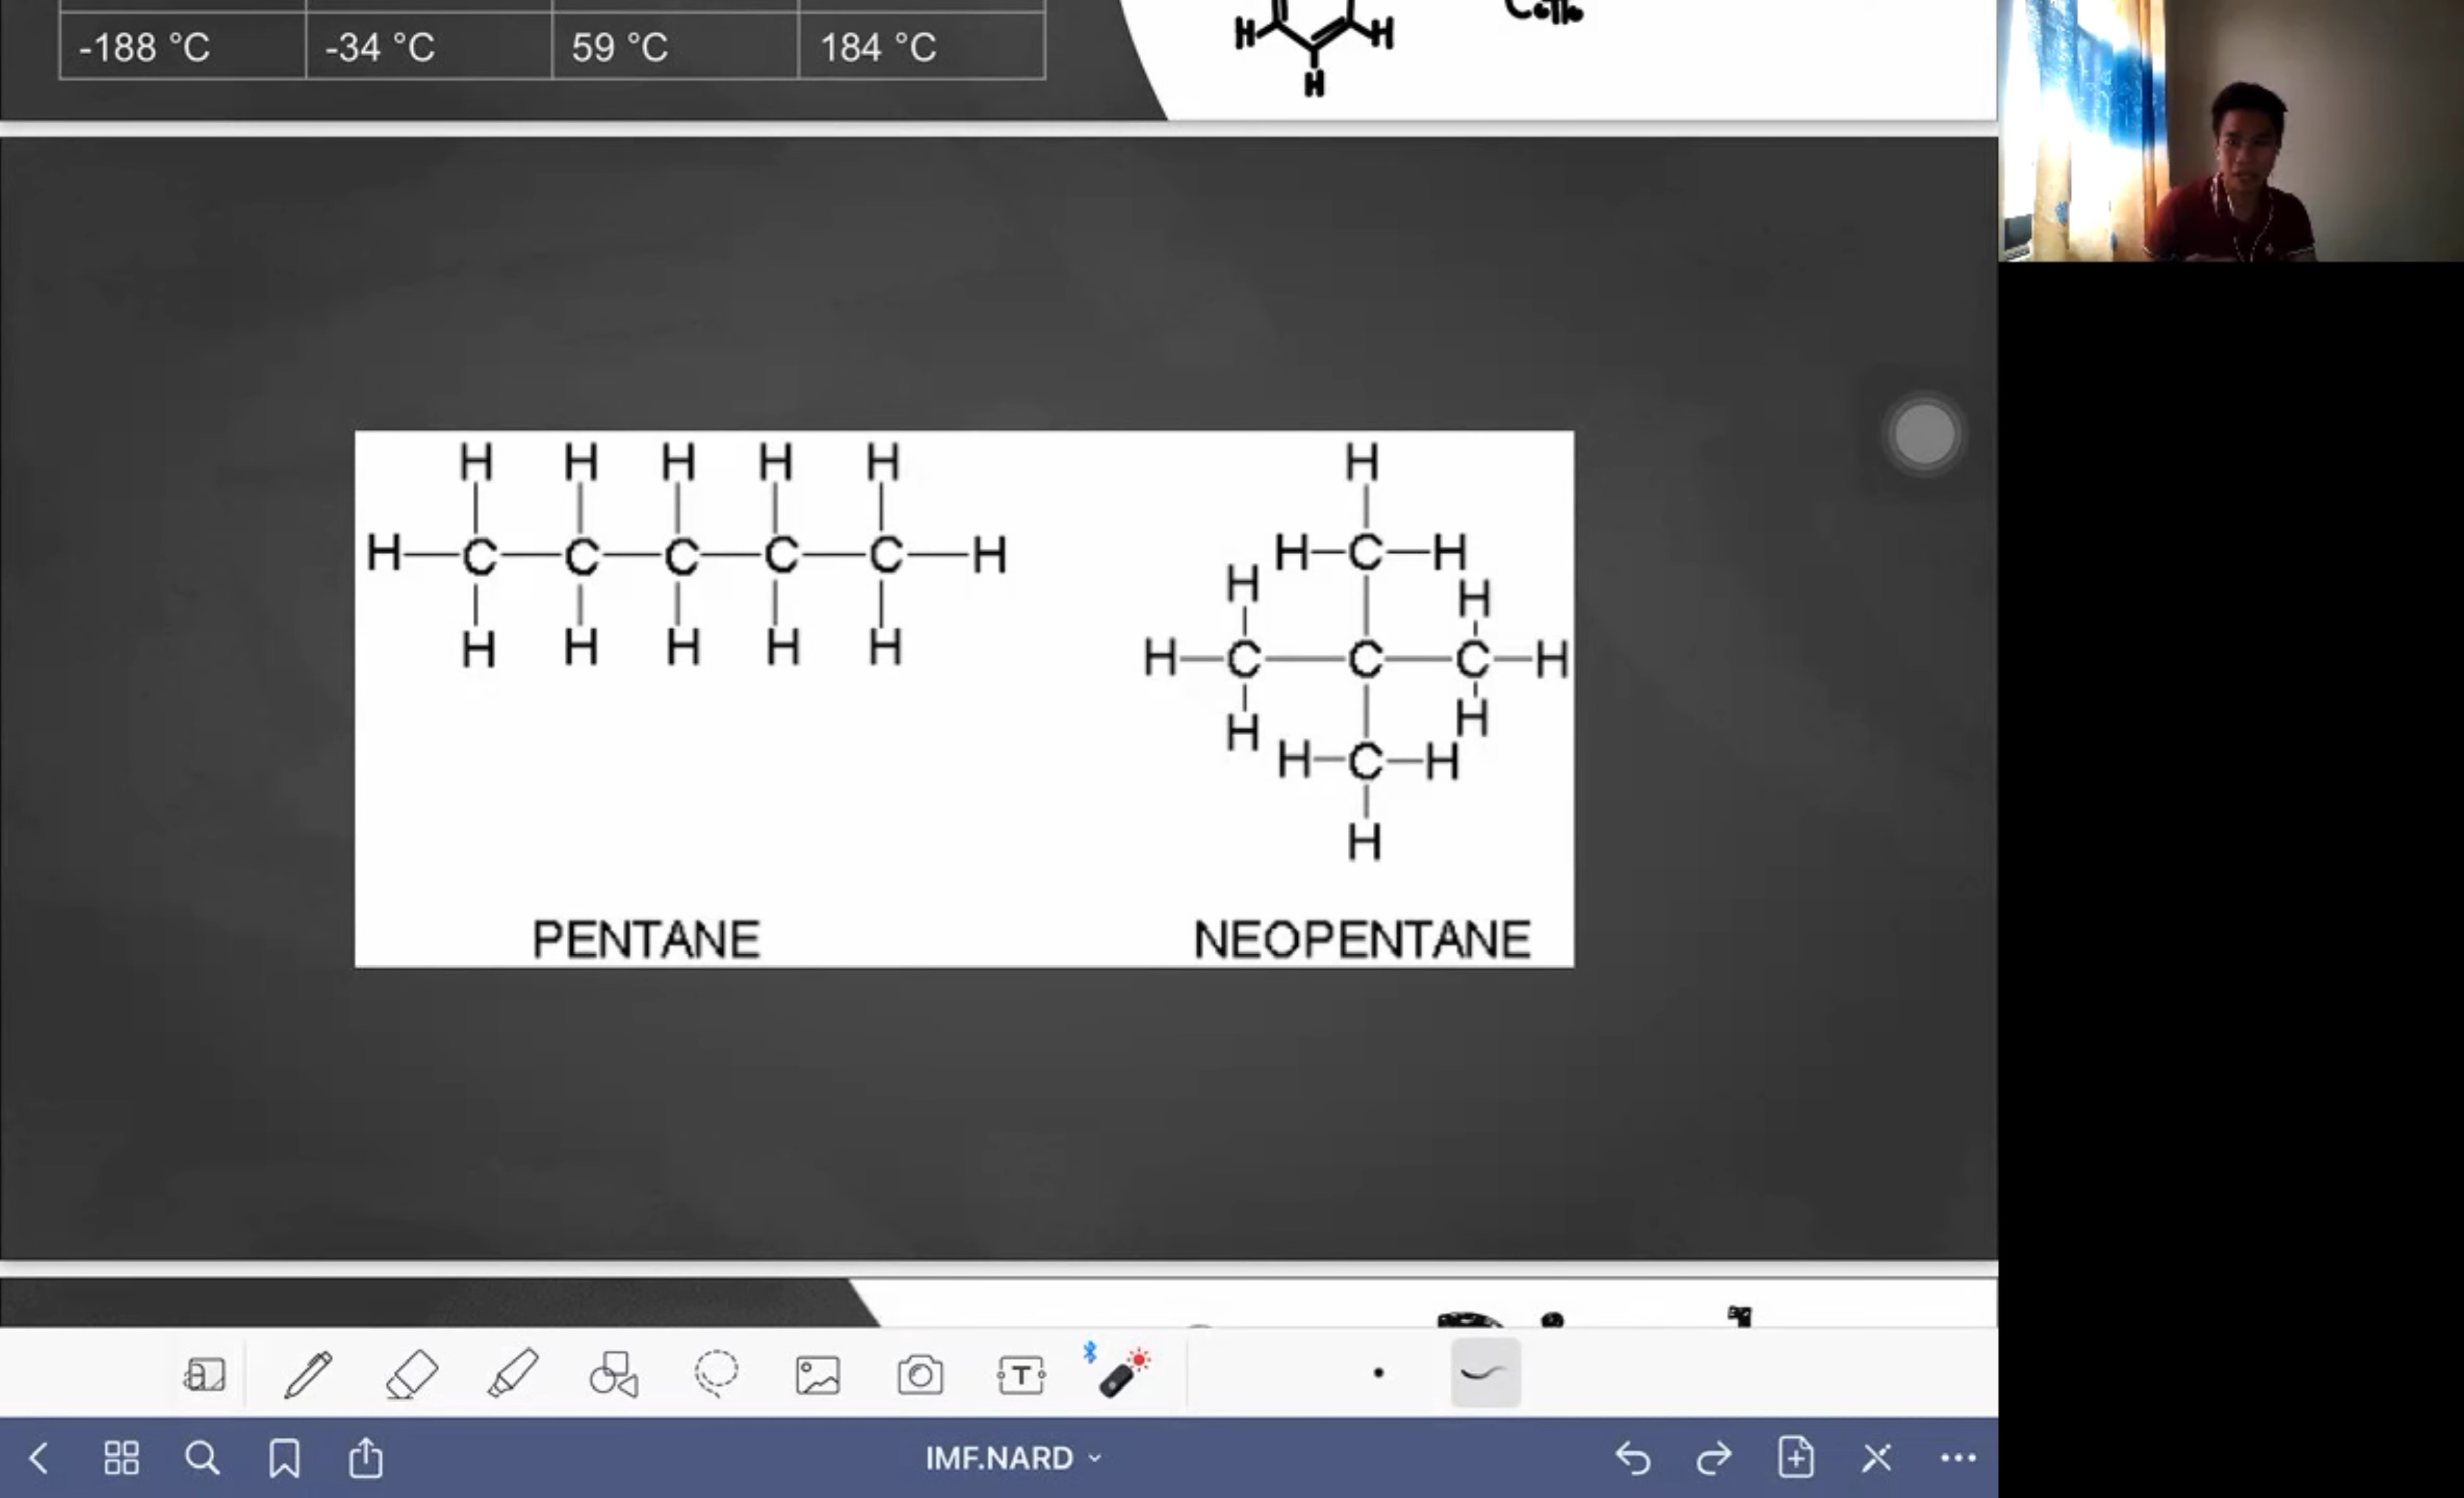 -188 °C -34 °C 59 °C 184 °C
H H
H
H H H H H
H C C C C C H
H H H H H
H
H C H
H H
H C C C H
H H
H C H
H
PENTANE NEOPENTANE
T
IMF.NARD